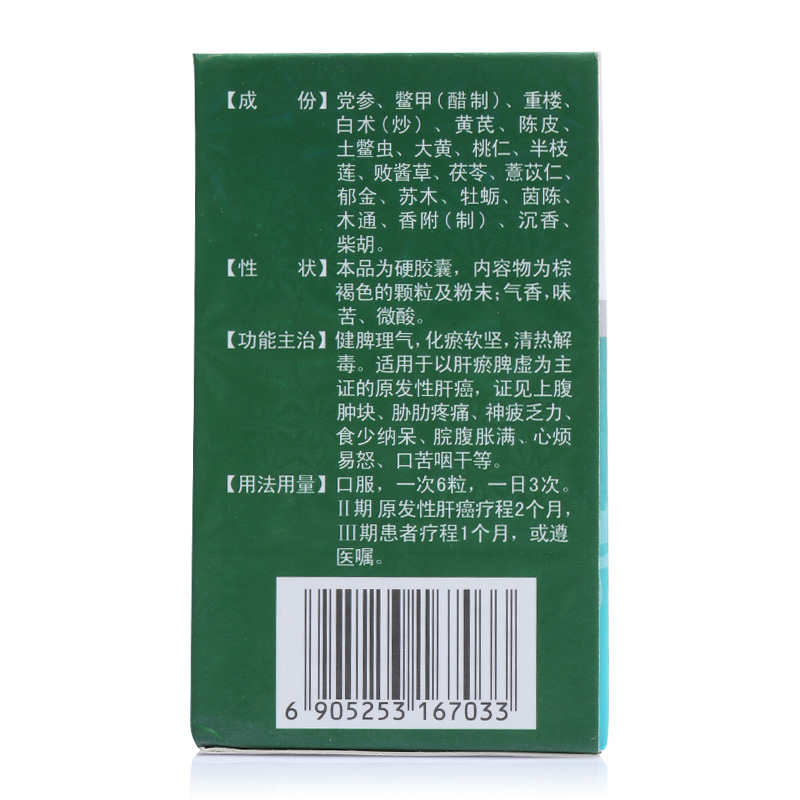 【成 份】党参、鳖甲(醋制)、重楼、
白术(炒)、黄芪、陈皮、
土鳖虫、大黄、桃仁、半枝
莲、败酱草、茯苓、薏苡仁、
郁金、苏木、牡蛎、茵陈、
木通、香附(制)、沉香、
柴胡。
【性 状】本品为硬胶囊，内容物为棕
褐色的颗粒及粉末;气香,味
苦、微酸。
【功能主治】健脾理气,化瘀软坚,清热解
毒。适用于以肝瘀脾虚为主
证的原发性肝癌，证见上腹
肿块、胁肋疼痛、神疲乏力、
食少纳呆、脘腹胀满、心烦
易怒、口苦咽干等。
【用法用量】口服，一次6粒，一日3次。
II期 原发性肝癌疗程2个月,
III期患者疗程1个月，或遵
医嘱。
6 905253 167033